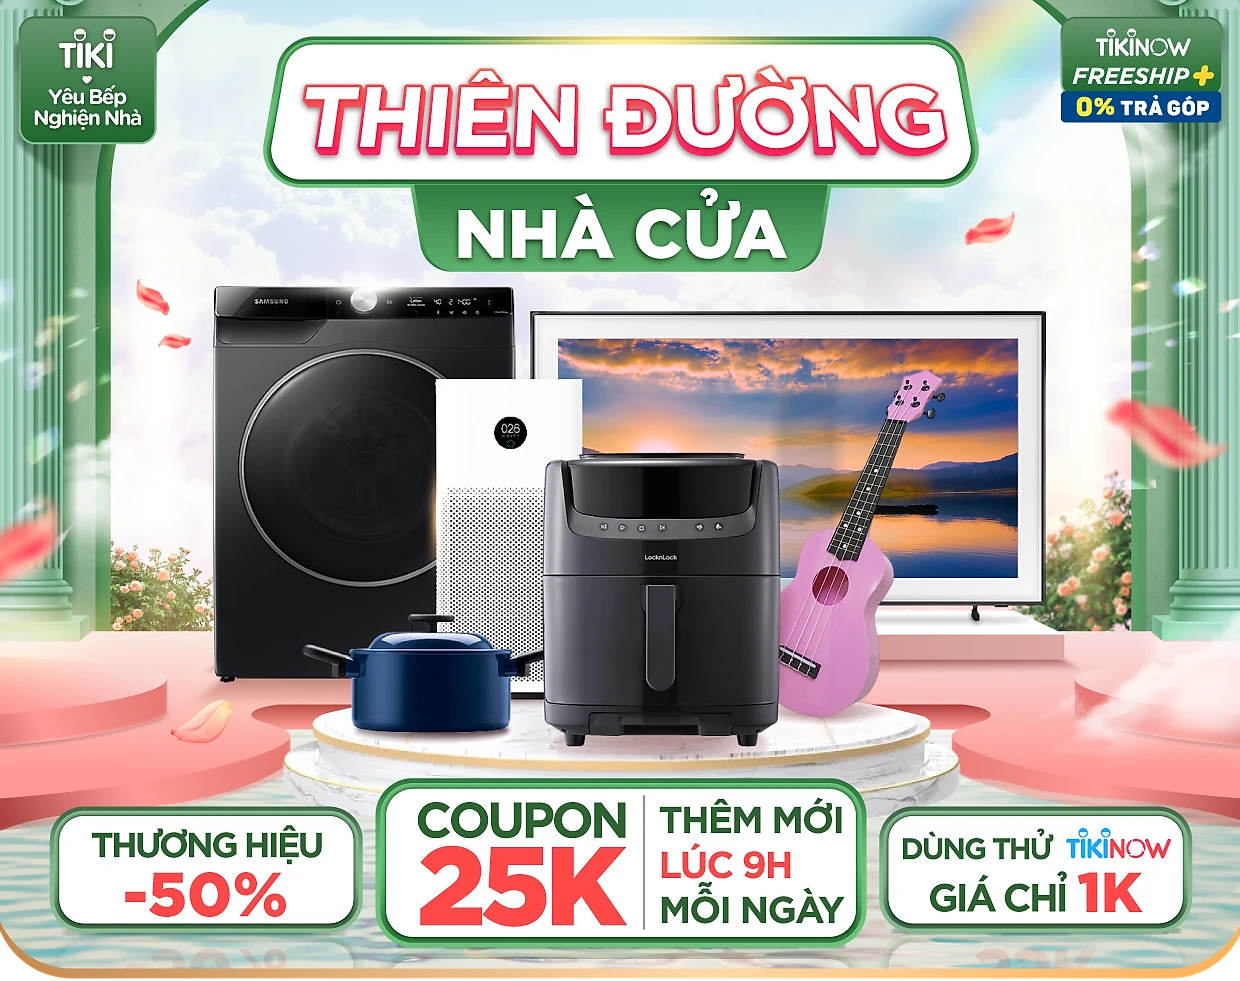 TIKI
Yêu Bếp
Nghiện Nhà
TIKINOW
FREESHIP+
0% TRẢ GÓP
THIÊN ĐƯỜNG
NHÀ CỬA
SAMSUNG
026
LocknLock
THƯƠNG HIỆU
-50%
COUPON
25K
THÊM MỚI
LÚC 9H
MỖI NGÀY
DÙNG THỬ TIKINOW
GIÁ CHỈ 1K